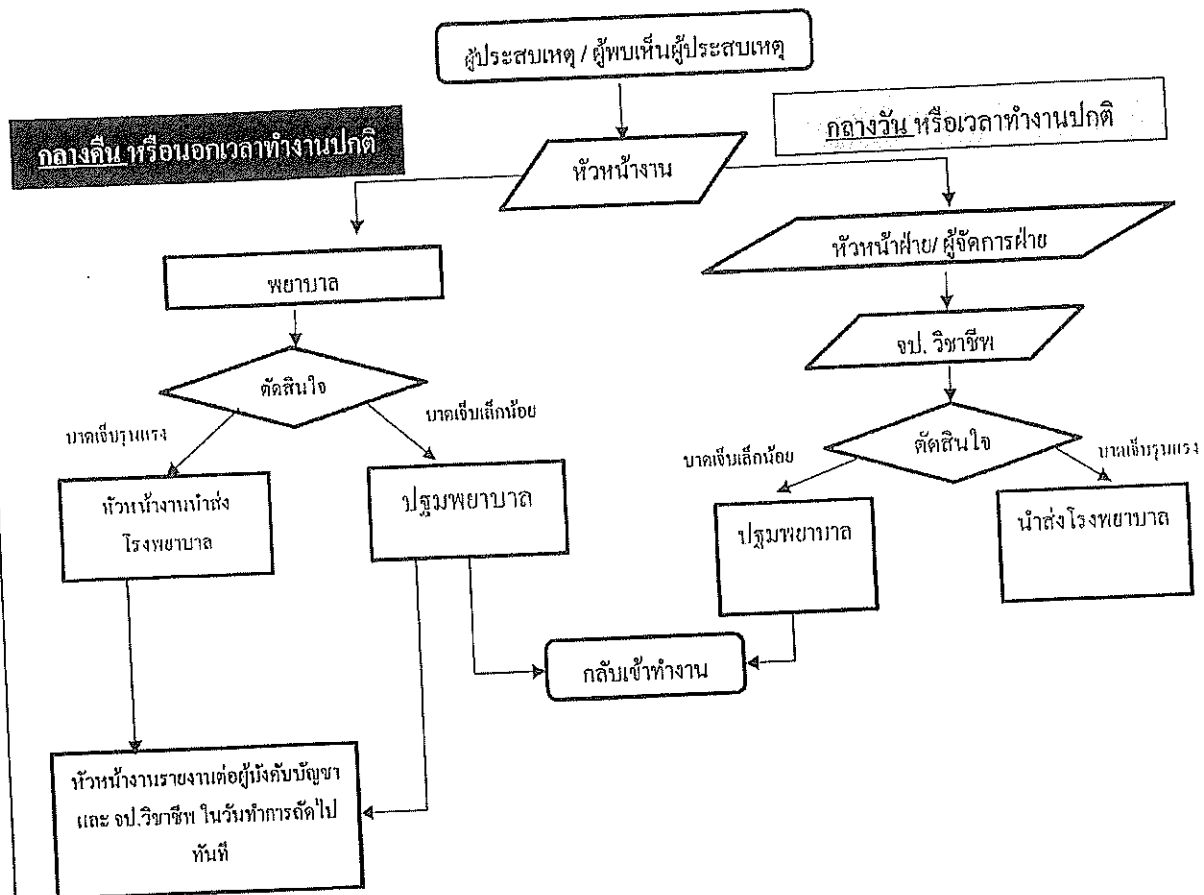 ผู้ประสบเหตุ / ผู้พบเห็นผู้ประสบเหตุ
กลางคืน หรือนอกเวลาทำงานปกติ
กลางวัน หรือเวลาทำงานปกติ
หัวหน้างาน
หัวหน้าฝ่าย/ ผู้จัดการฝ่าย
พยาบาล
จป. วิชาชีพ
ตัดสินใจ
บาดเจ็บรุนแรง
บาดเจ็บเล็กน้อย
ตัดสินใจ
บาดเจ็บเล็กน้อย
บาดเจ็บรุนแรง
หัวหน้างานนำส่ง
โรงพยาบาล
ปฐมพยาบาล
ปฐมพยาบาล
นำส่งโรงพยาบาล
กลับเข้าทำงาน
หัวหน้างานรายงานต่อผู้บังคับบัญชา
และ จป.วิชาชีพ ในวันทำการถัดไป
ทันที